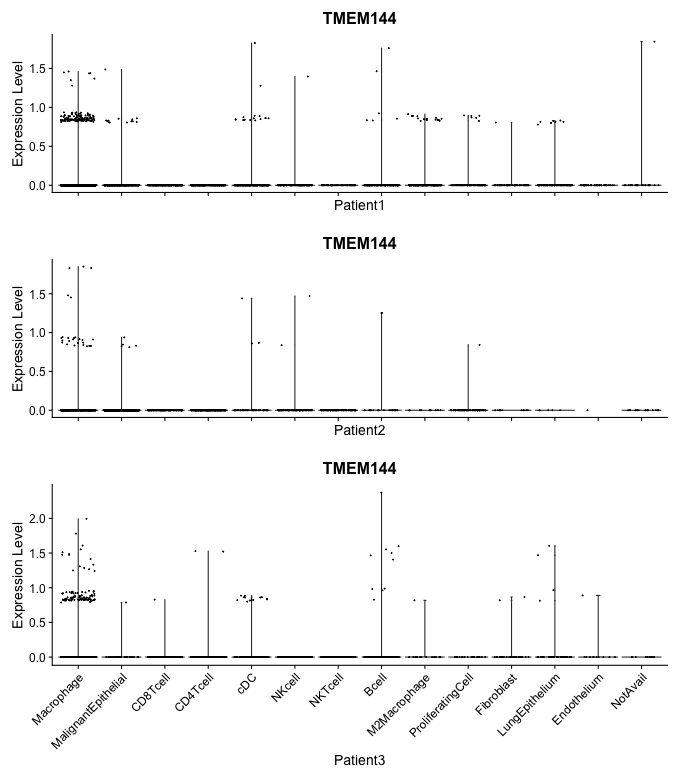 TMEM144
Expression Level
1.5
1.0
0.5
0.0
Patient1
TMEM144
Expression Level
1.5
1.0
0.5
0.0
Patient2
TMEM144
Expression Level
2.0
1.5
1.0
0.5
0.0
Macrophage
MalignantEpithelial
CD8Tcell
CD4Tcell
cDC
NKcell
NKTcell
Bcell
M2Macrophage
ProliferatingCell
Fibroblast
LungEpithelium
Endothelium
NotAvail
Patient3